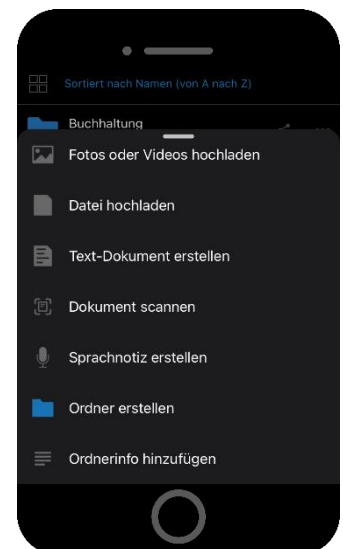 Sortiert nach Namen (von A nach Z)
Buchhaltung
Fotos oder Videos hochladen
Datei hochladen
Text-Dokument erstellen
Dokument scannen
Sprachnotiz erstellen
Ordner erstellen
Ordnerinfo hinzufügen